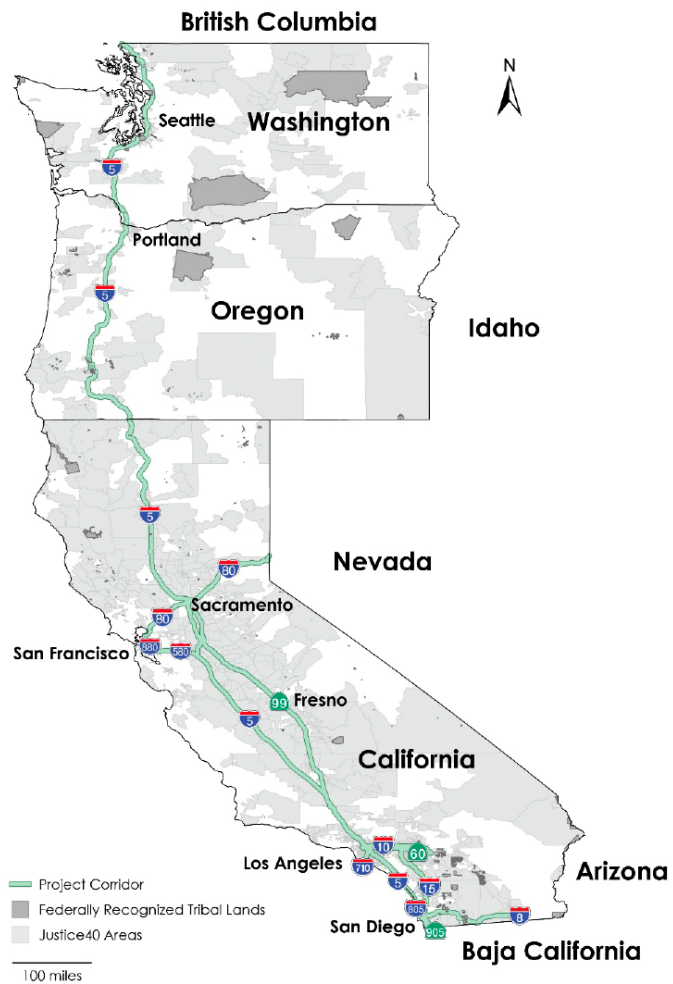 British Columbia
N
Seattle
Washington
5
Portland
5
Oregon
Idaho
5
Nevada
80
Sacramento
80
San Francisco
880
580
99
Fresno
5
California
10
60
Los Angeles
710
5
15
Arizona
Project Corridor
Federally Recognized Tribal Lands
Justice40 Areas
805
8
San Diego
905
Baja California
100 miles